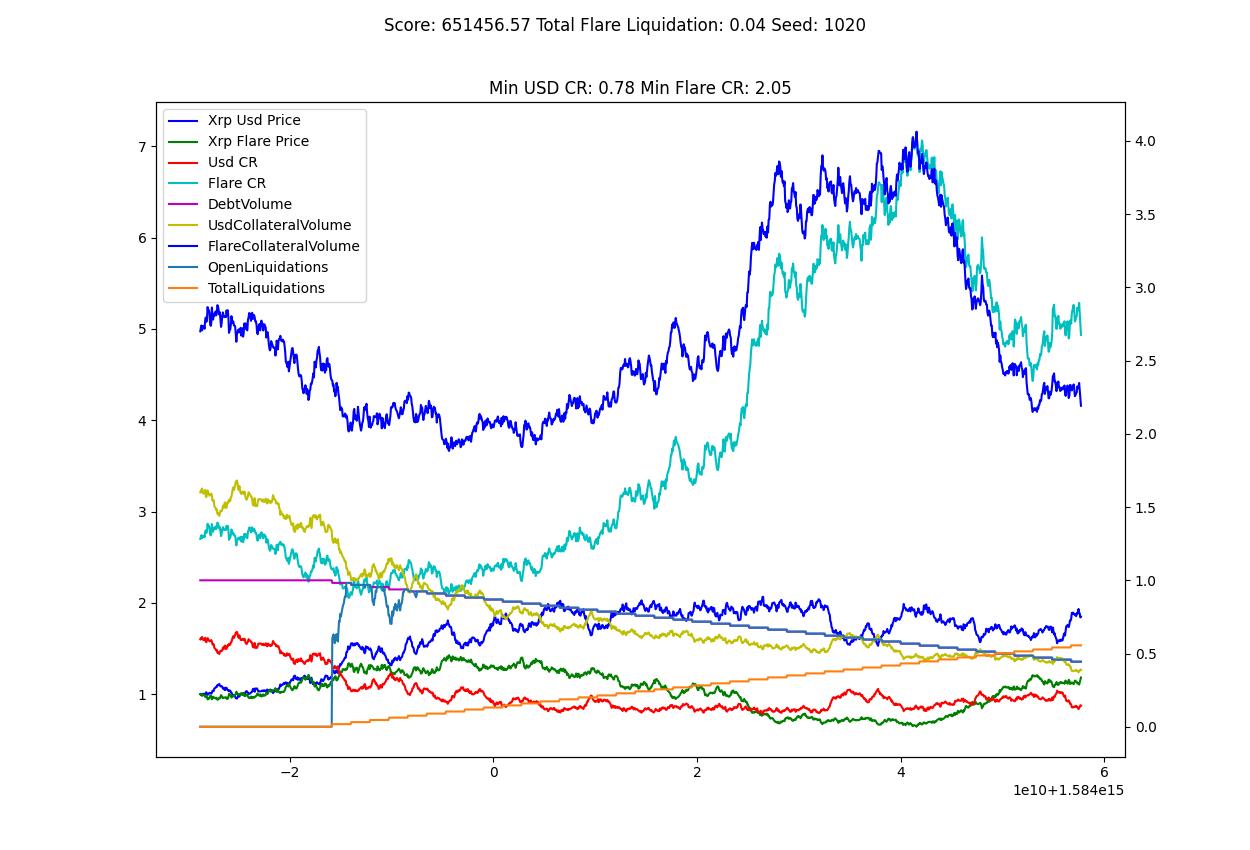 Score: 651456.57 Total Flare Liquidation: 0.04 Seed: 1020
Min USD CR: 0.78 Min Flare CR: 2.05
Xrp Usd Price
Xrp Flare Price
Usd CR
Flare CR
DebtVolume
UsdCollateralVolume
FlareCollateralVolume
OpenLiquidations
TotalLiquidations
7
6
5
4
3
2
1
4.0
3.5
3.0
2.5
2.0
1.5
1.0
0.5
0.0
−2 0 2 4 6
1e10+1.584e15